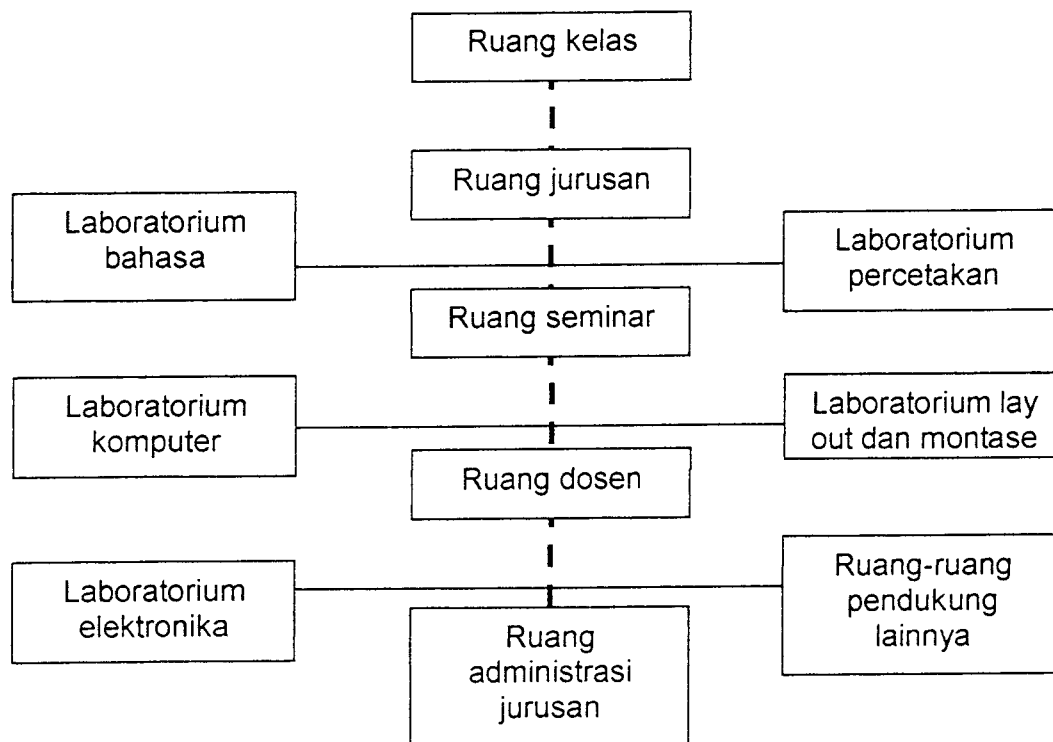 Ruang kelas
Ruang jurusan
Laboratorium
bahasa
Laboratorium
percetakan
Ruang seminar
Laboratorium
komputer
Laboratorium lay
out dan montase
Ruang dosen
Laboratorium
elektronika
Ruang-ruang
pendukung
lainnya
Ruang
administrasi
jurusan